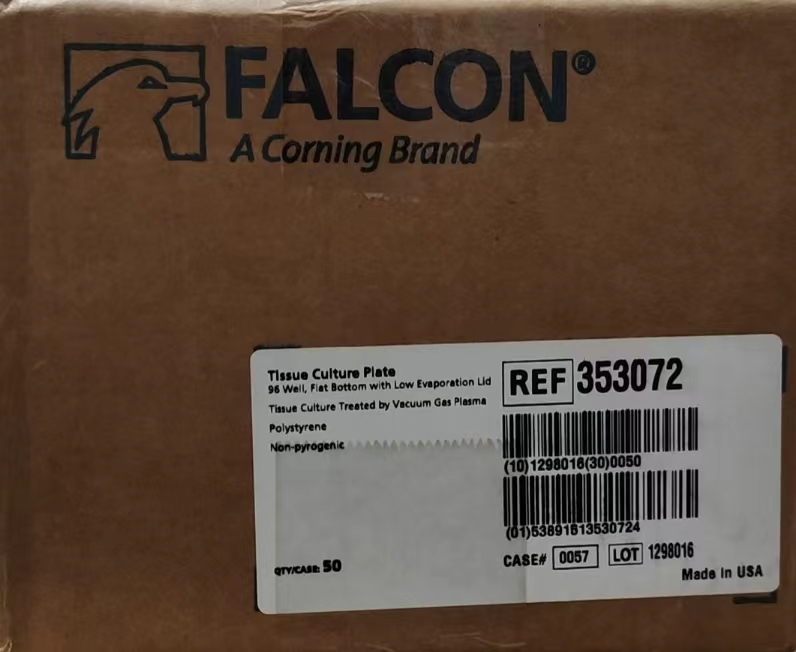 FALCON®
A Corning Brand
Tissue Culture Plate
96 Well, Flat Bottom with Low Evaporation Lid
Tissue Culture Treated by Vacuum Gas Plasma
Polystyrene
Non-pyrogenic
QTY/CASE: 50
REF 353072
(10)1298016(30)0050
(01)53891613530724
CASE# 0057 LOT 1298016
Made in USA